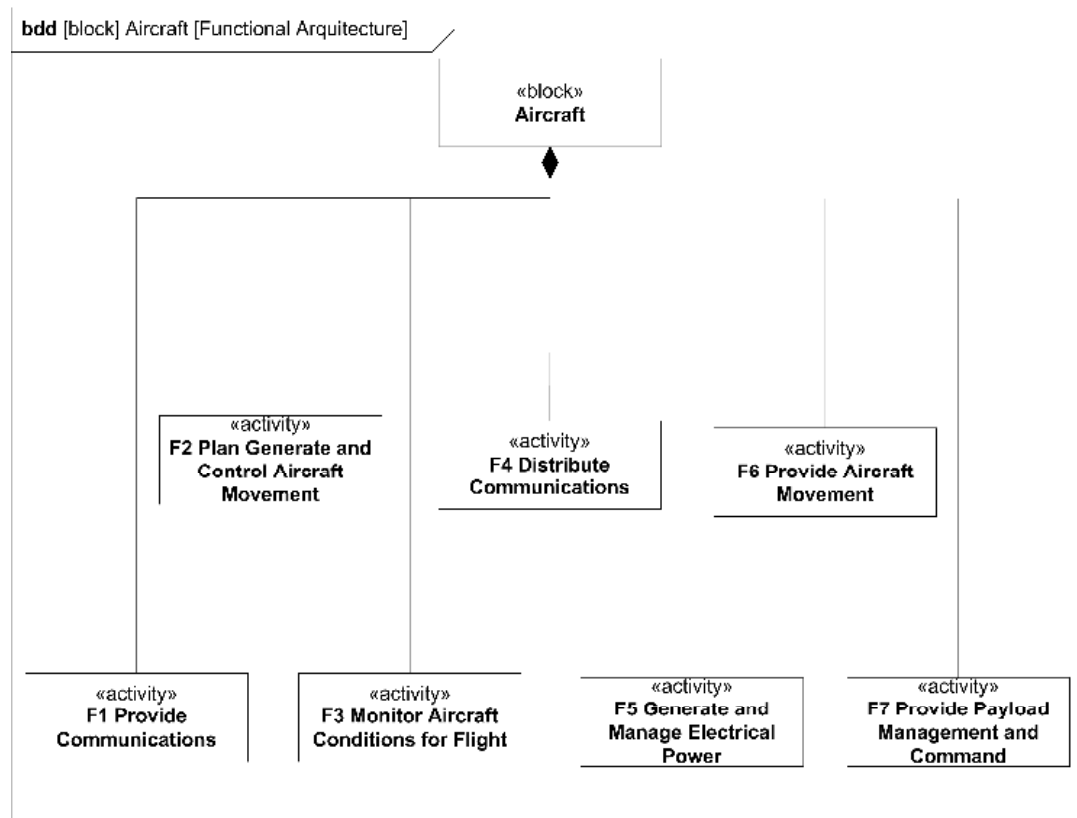 bdd [block] Aircraft [Functional Arquitecture]
«block»
Aircraft
«activity»
F2 Plan Generate and
Control Aircraft
Movement
«activity»
F4 Distribute
Communications
«activity»
F6 Provide Aircraft
Movement
«activity»
F1 Provide
Communications
«activity»
F3 Monitor Aircraft
Conditions for Flight
«activity»
F5 Generate and
Manage Electrical
Power
«activity»
F7 Provide Payload
Management and
Command